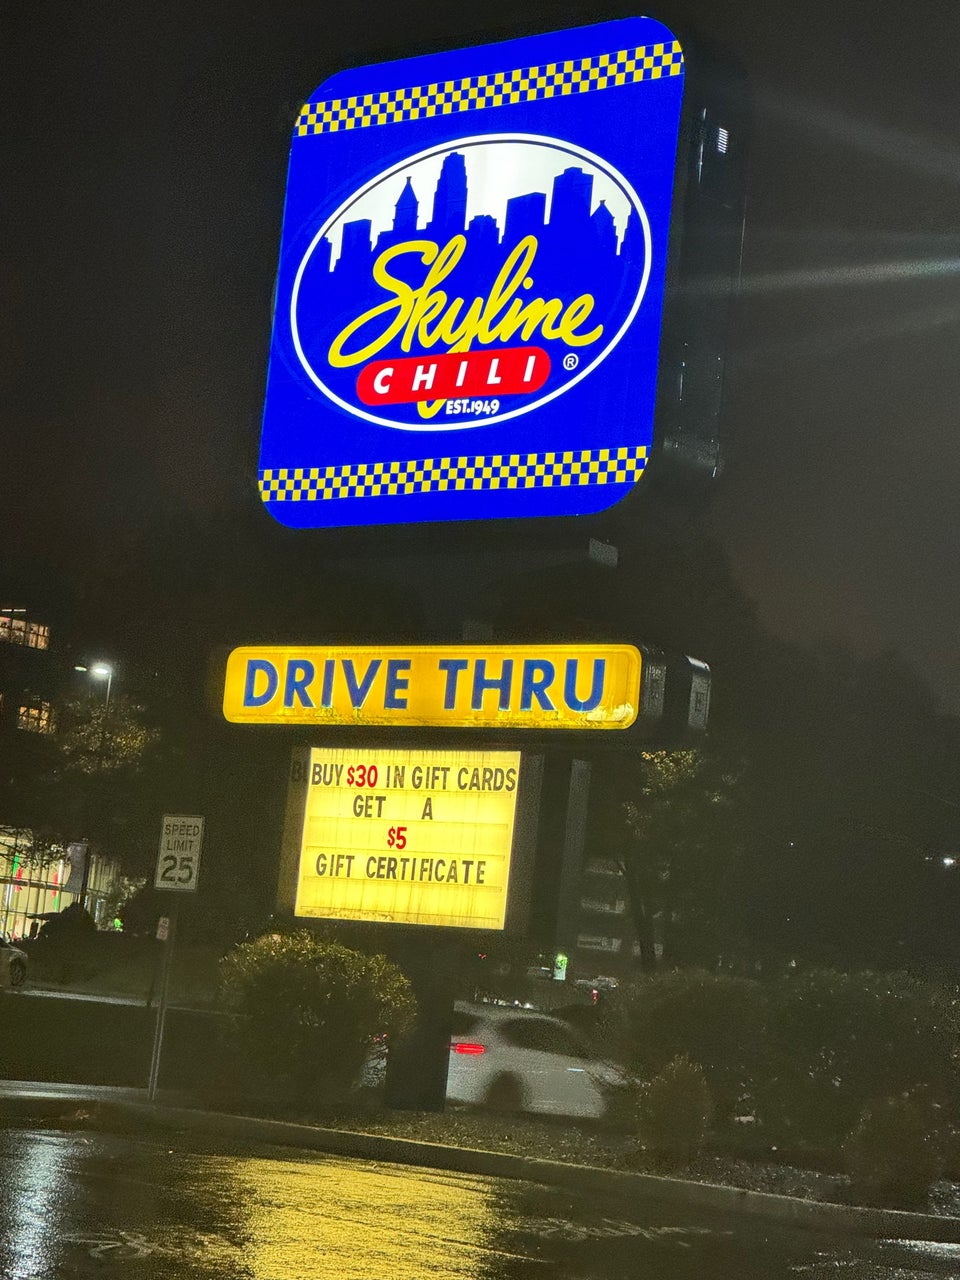 Skyline
CHILI ®
EST.1949
DRIVE THRU
BUY $30 IN GIFT CARDS
GET A
$5
GIFT CERTIFICATE
SPEED
LIMIT
25